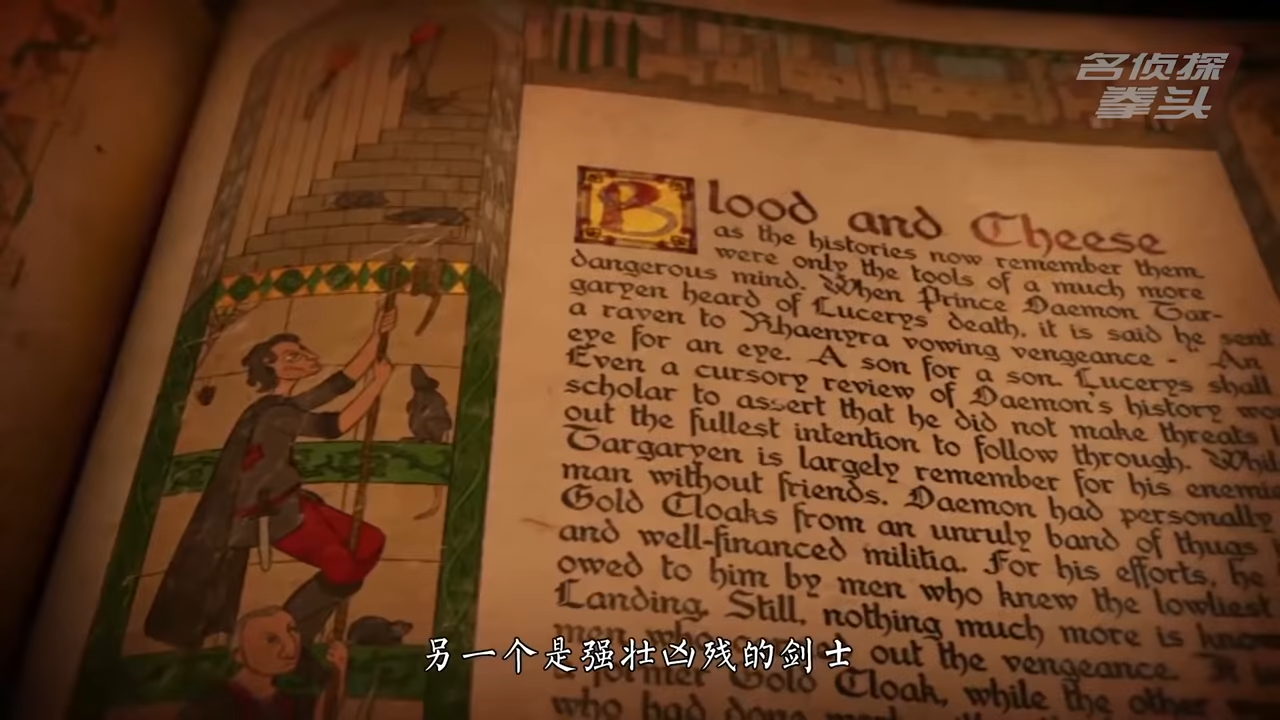 名侦探
拳头
Blood and Cheese
as the histories now remember them.
were only the tools of a much more
dangerous mind. When Prince Daemon Tar-
garyen heard of Lucerys' death, it is said he sent
a raven to Rhaenyra vowing vengeance - "An
eye for an eye. A son for a son. Lucerys shall
Even a cursory review of Daemon's history
scholar to assert that he did not make threats
out the fullest intention to follow through.
Targaryen is largely remember for his
man without friends. Daemon had personally
Gold Cloaks from an unruly band of thugs
and well-financed militia. For his efforts, he
owed to him by men who knew the lowliest
Landing. Still, nothing much more is
men who out the vengeance.
former Gold Cloak, while the other
who had done
另一个是强壮凶残的剑士